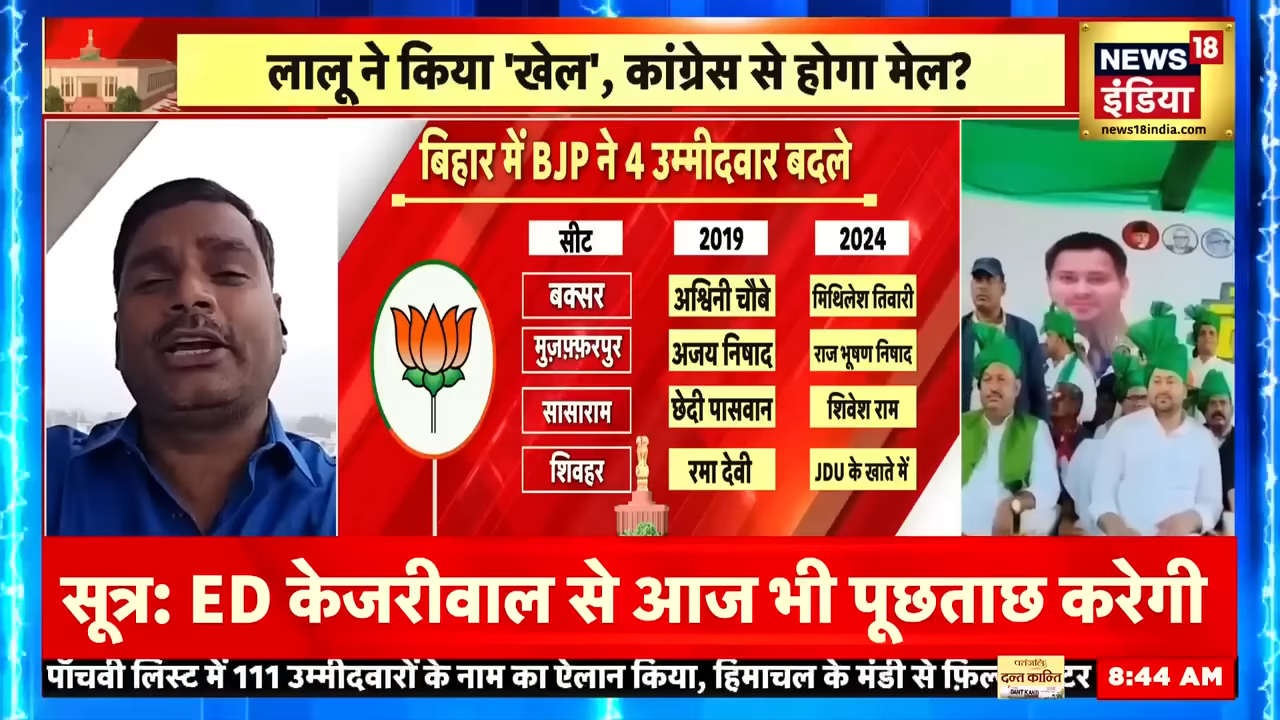 लालू ने किया 'खेल', कांग्रेस से होगा मेल?
NEWS 18
इंडिया
news18india.com
बिहार में BJP ने 4 उम्मीदवार बदले
सीट 2019 2024
बक्सर अश्विनी चौबे मिथिलेश तिवारी
मुज़फ़्फ़रपुर अजय निषाद राज भूषण निषाद
सासाराम छेदी पासवान शिवेश राम
शिवहर रमा देवी JDU के खाते में
सूत्र: ED केजरीवाल से आज भी पूछताछ करेगी
पॉचवी लिस्ट में 111 उम्मीदवारों के नाम का ऐलान किया, हिमाचल के मंडी से
पतंजलि
दन्त कान्ति
DANT KANTI
8:44 AM